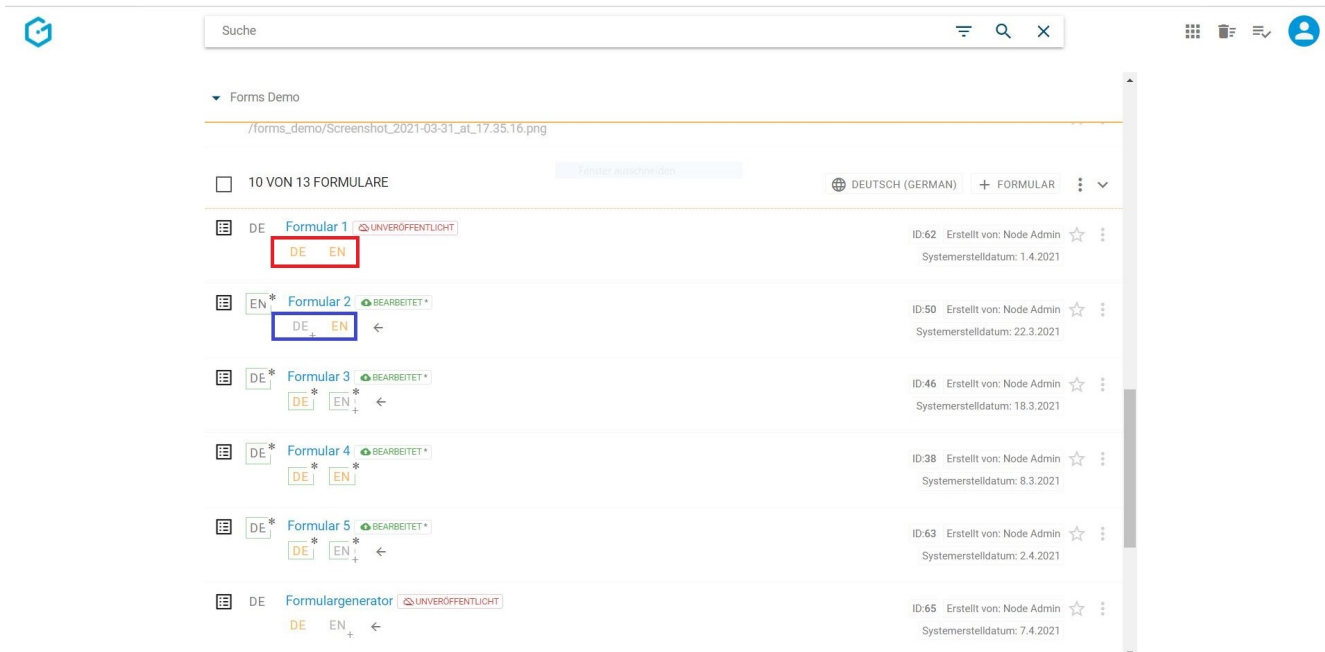 Suche
Forms Demo
/forms_demo/Screenshot_2021-03-31_at_17.35.16.png
Fenster ausschneiden
10 VON 13 FORMULARE DEUTSCH (GERMAN) + FORMULAR
DE Formular 1 UNVERÖFFENTLICHT ID:62 Erstellt von: Node Admin
DE EN Systemerstelldatum: 1.4.2021
EN* Formular 2 BEARBEITET* ID:50 Erstellt von: Node Admin
DE+ EN Systemerstelldatum: 22.3.2021
DE* Formular 3 BEARBEITET* ID:46 Erstellt von: Node Admin
DE* EN*+ Systemerstelldatum: 18.3.2021
DE* Formular 4 BEARBEITET* ID:38 Erstellt von: Node Admin
DE* EN* Systemerstelldatum: 8.3.2021
DE* Formular 5 BEARBEITET* ID:63 Erstellt von: Node Admin
DE* EN*+ Systemerstelldatum: 2.4.2021
DE Formulargenerator UNVERÖFFENTLICHT ID:65 Erstellt von: Node Admin
DE EN+ Systemerstelldatum: 7.4.2021